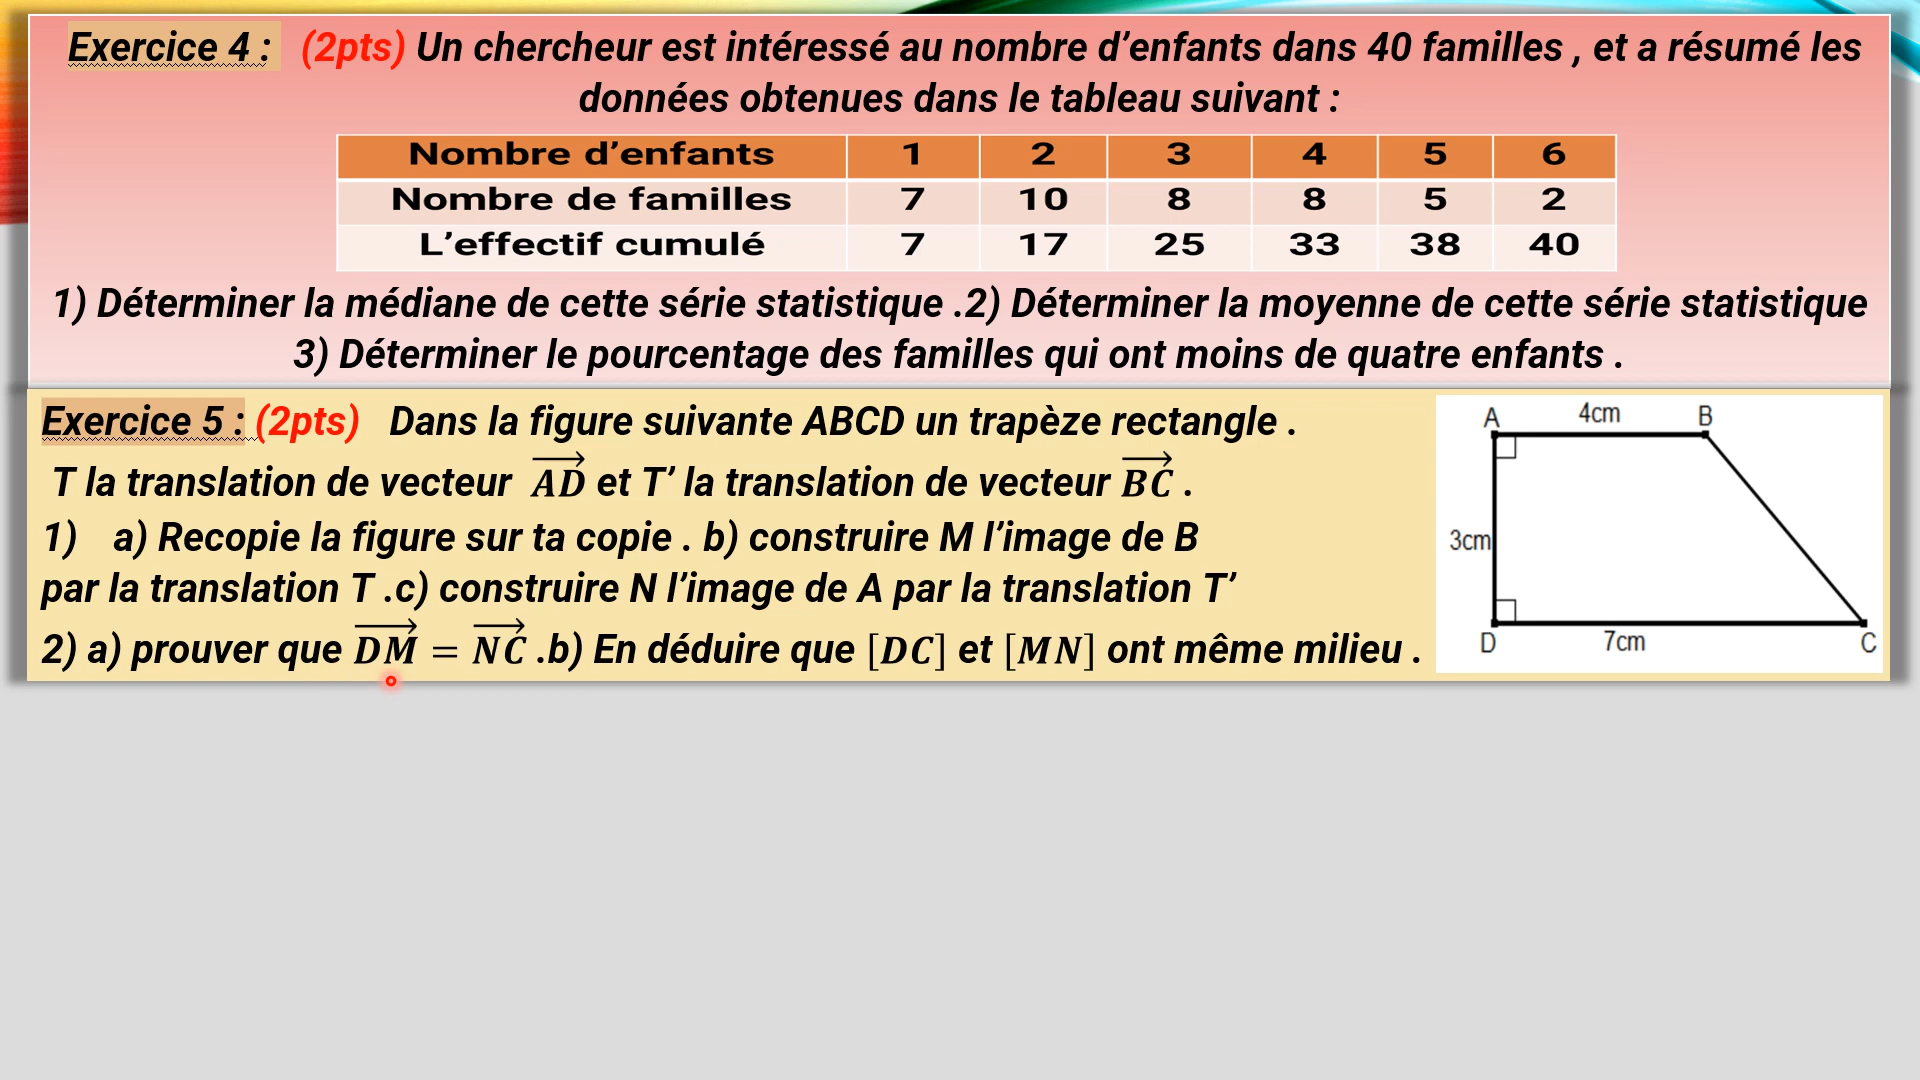 Exercice 4 : (2pts) Un chercheur est intéressé au nombre d’enfants dans 40 familles , et a résumé les
données obtenues dans le tableau suivant :
Nombre d’enfants 1 2 3 4 5 6
Nombre de familles 7 10 8 8 5 2
L’effectif cumulé 7 17 25 33 38 40
1) Déterminer la médiane de cette série statistique .2) Déterminer la moyenne de cette série statistique
3) Déterminer le pourcentage des familles qui ont moins de quatre enfants .
Exercice 5 : (2pts) Dans la figure suivante ABCD un trapèze rectangle .
T la translation de vecteur \overrightarrow{AD} et T’ la translation de vecteur \overrightarrow{BC} .
1) a) Recopie la figure sur ta copie . b) construire M l’image de B
par la translation T .c) construire N l’image de A par la translation T’
2) a) prouver que \overrightarrow{DM} = \overrightarrow{NC} .b) En déduire que [DC] et [MN] ont même milieu .
A 4cm B
3cm
D 7cm C